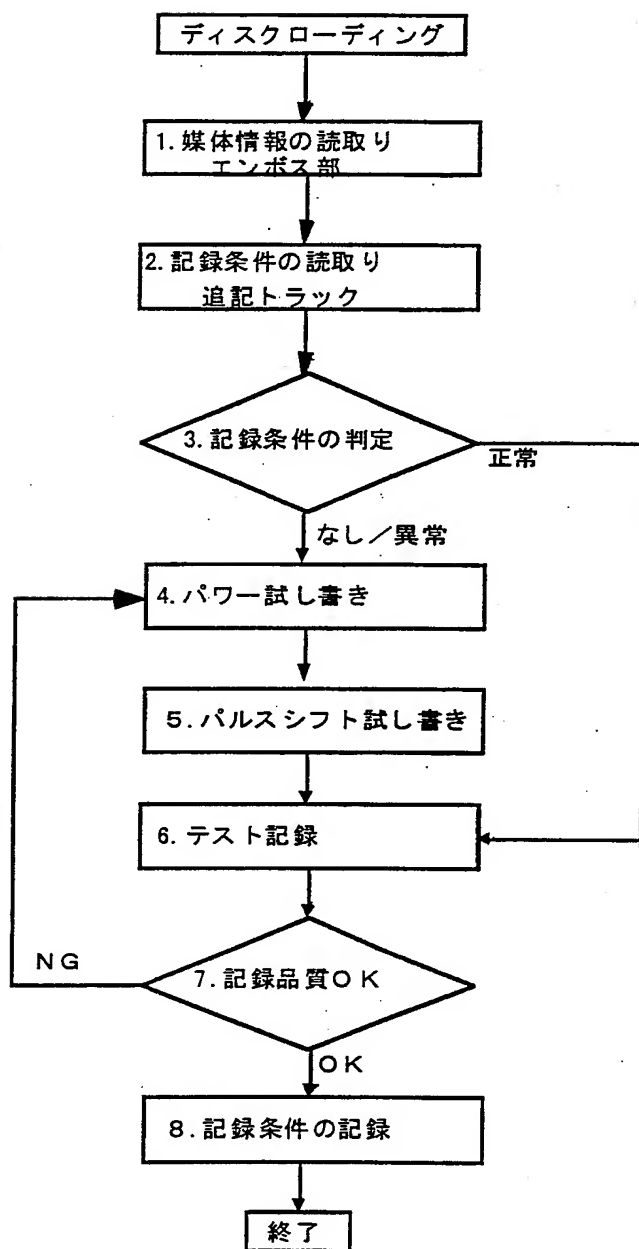 ディスクローディング
1.媒体情報の読取り
エンボス部
2.記録条件の読取り
追記トラック
3.記録条件の判定
正常
なし／異常
4.パワー試し書き
5.パルスシフト試し書き
6.テスト記録
NG
7.記録品質OK
OK
8.記録条件の記録
終了